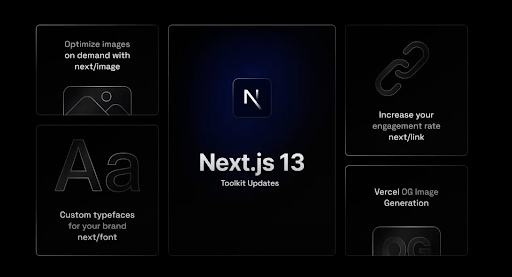 Optimize images
on demand with
next/image
Aa
Custom typefaces
for your brand
next/font
N
Next.js 13
Toolkit Updates
Increase your
engagement rate
next/link
Vercel OG Image
Generation
OG